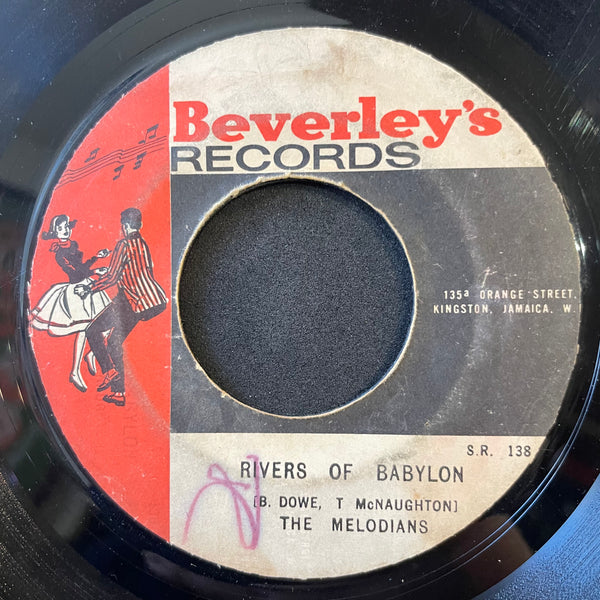 Beverley's
RECORDS
135ª ORANGE STREET,
KINGSTON, JAMAICA, W.
S.R. 138
RIVERS OF BABYLON
[B. DOWE, T McNAUGHTON]
THE MELODIANS